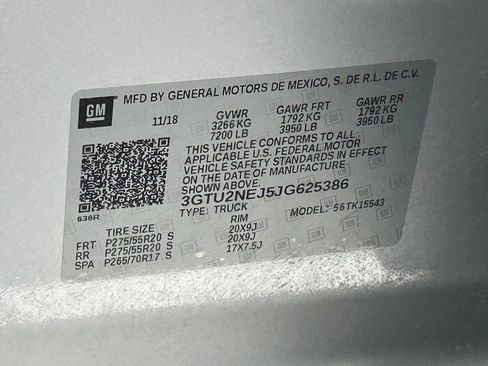 GM
MFD BY GENERAL MOTORS DE MEXICO, S. DE R.L. DE C.V.
11/18 GVWR GAWR FRT GAWR RR
3266 KG 1792 KG 1792 KG
7200 LB 3950 LB 3950 LB
THIS VEHICLE CONFORMS TO ALL
APPLICABLE U.S. FEDERAL MOTOR
VEHICLE SAFETY STANDARDS IN EFFECT
ON THE DATE OF MANUFACTURE
SHOWN ABOVE.
3GTU2NEJ5JG625386
636R TYPE: TRUCK MODEL: 56TK15543
TIRE SIZE RIM
FRT P275/55R20 S 20X9J
RR P275/55R20 S 20X9J
SPA P265/70R17 S 17X7.5J